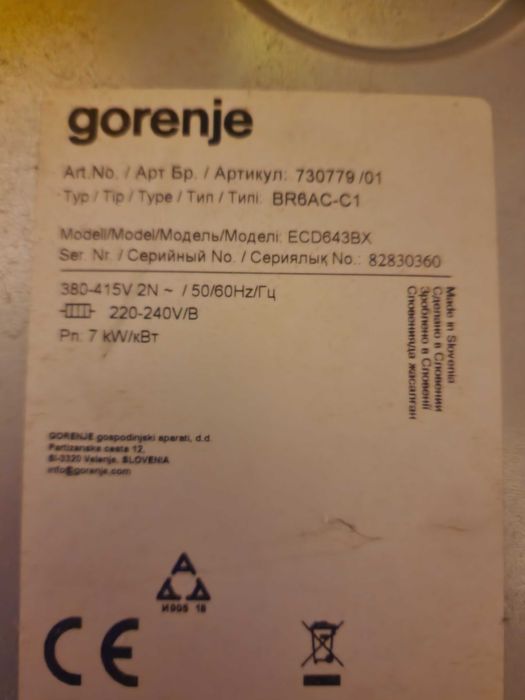 gorenje
Art.No. / Арт Бр. / Артикул: 730779 /01
Typ / Tip / Type / Тип / Типі: BR6AC-C1
Modell/Model/Модель/Моделі: ECD643BX
Ser. Nr. / Серийный No. / Сериялық No.: 82830360
380-415V 2N ~ / 50/60Hz/Гц
220-240V/B
Pn: 7 kW/кВт
Made in Slovenia
Сделано в Словении
Зроблено в Словенії
Словенияда жасалған
GORENJE gospodinjski aparati, d.d.
Partizanska cesta 12,
SI-3320 Velenje, SLOVENIA
info@gorenje.com
И005 18
CE